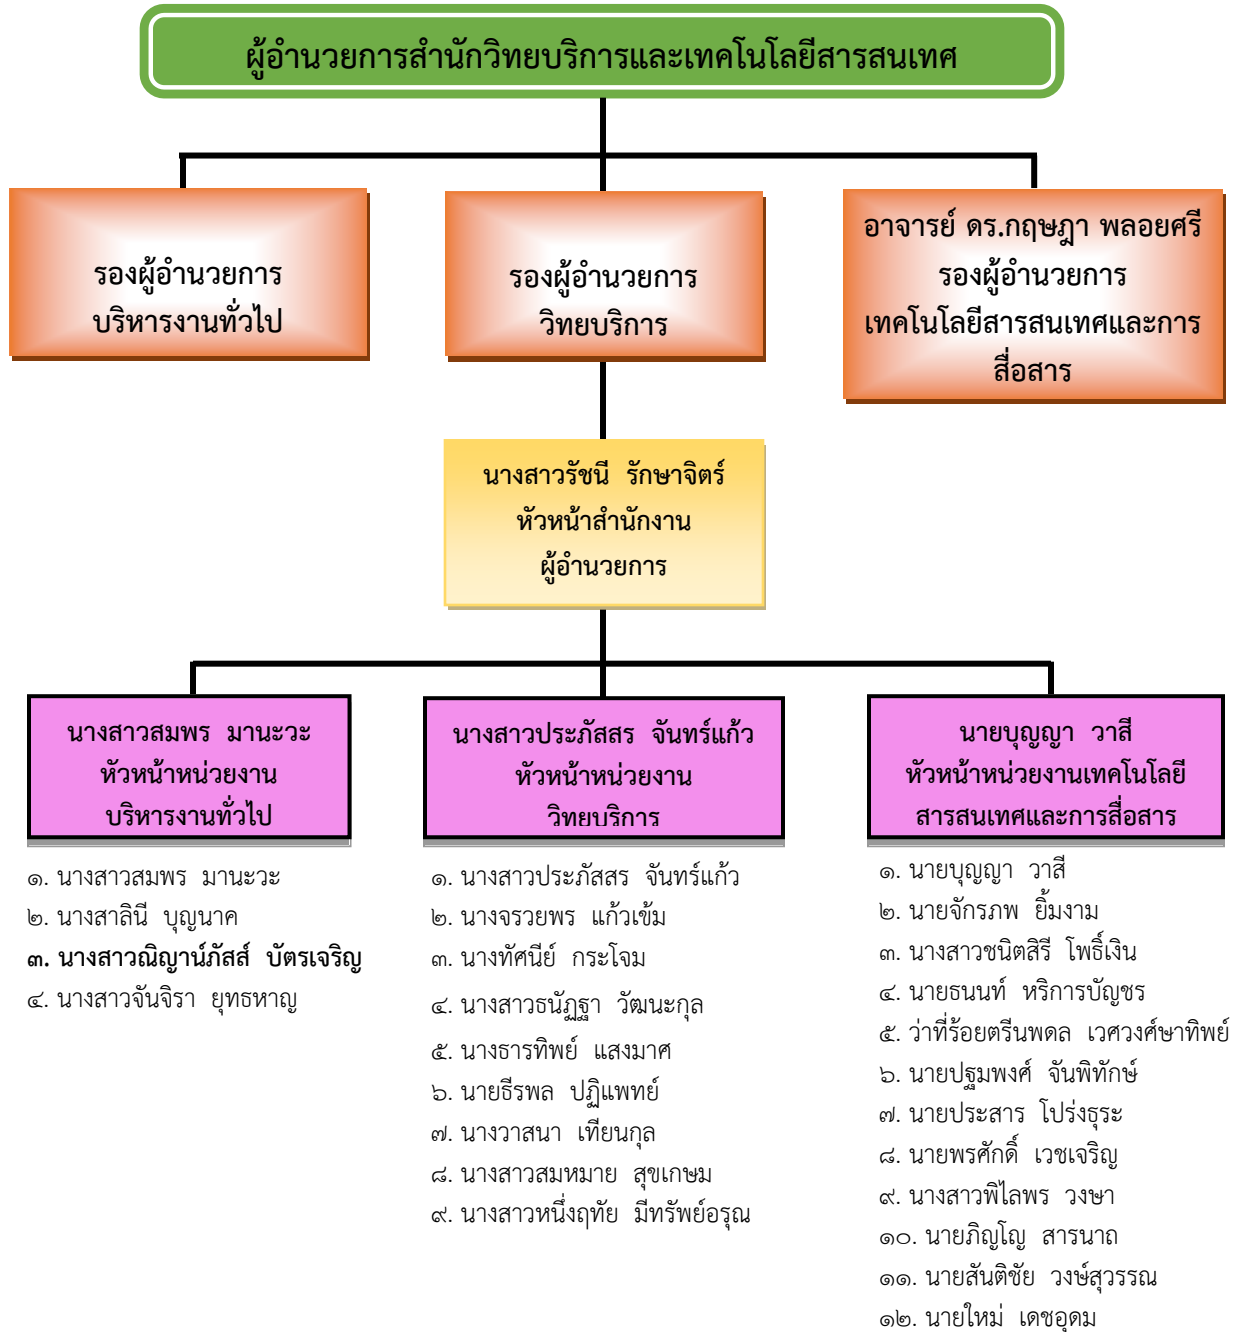 ผู้อำนวยการสำนักวิทยบริการและเทคโนโลยีสารสนเทศ
รองผู้อำนวยการ
บริหารงานทั่วไป
รองผู้อำนวยการ
วิทยบริการ
อาจารย์ ดร.กฤษฎา พลอยศรี
รองผู้อำนวยการ
เทคโนโลยีสารสนเทศและการ
สื่อสาร
นางสาวรัชนี รักษาจิตร์
หัวหน้าสำนักงาน
ผู้อำนวยการ
นางสาวสมพร มานะวะ
หัวหน้าหน่วยงาน
บริหารงานทั่วไป
นางสาวประภัสสร จันทร์แก้ว
หัวหน้าหน่วยงาน
วิทยบริการ
นายบุญญา วาสี
หัวหน้าหน่วยงานเทคโนโลยี
สารสนเทศและการสื่อสาร
๑. นางสาวสมพร มานะวะ
๒. นางสาลินี บุญนาค
๓. นางสาวณิญาน์ภัสส์ บัตรเจริญ
๔. นางสาวจันจิรา ยุทธหาญ
๑. นางสาวประภัสสร จันทร์แก้ว
๒. นางจรวยพร แก้วเข้ม
๓. นางทัศนีย์ กระโจม
๔. นางสาวธนัฏฐา วัฒนะกุล
๕. นางธารทิพย์ แสงมาศ
๖. นายธีรพล ปฏิแพทย์
๗. นางวาสนา เทียนกุล
๘. นางสาวสมหมาย สุขเกษม
๙. นางสาวหนึ่งฤทัย มีทรัพย์อรุณ
๑. นายบุญญา วาสี
๒. นายจักรภพ ยิ้มงาม
๓. นางสาวชนิตสิรี โพธิ์เงิน
๔. นายธนนท์ หริการบัญชร
๕. ว่าที่ร้อยตรีนพดล เวศวงศ์ษาทิพย์
๖. นายปฐมพงศ์ จันพิทักษ์
๗. นายประสาร โปร่งธุระ
๘. นายพรศักดิ์ เวชเจริญ
๙. นางสาวพิไลพร วงษา
๑๐. นายภิญโญ สารนาถ
๑๑. นายสันติชัย วงษ์สุวรรณ
๑๒. นายใหม่ เดชอุดม